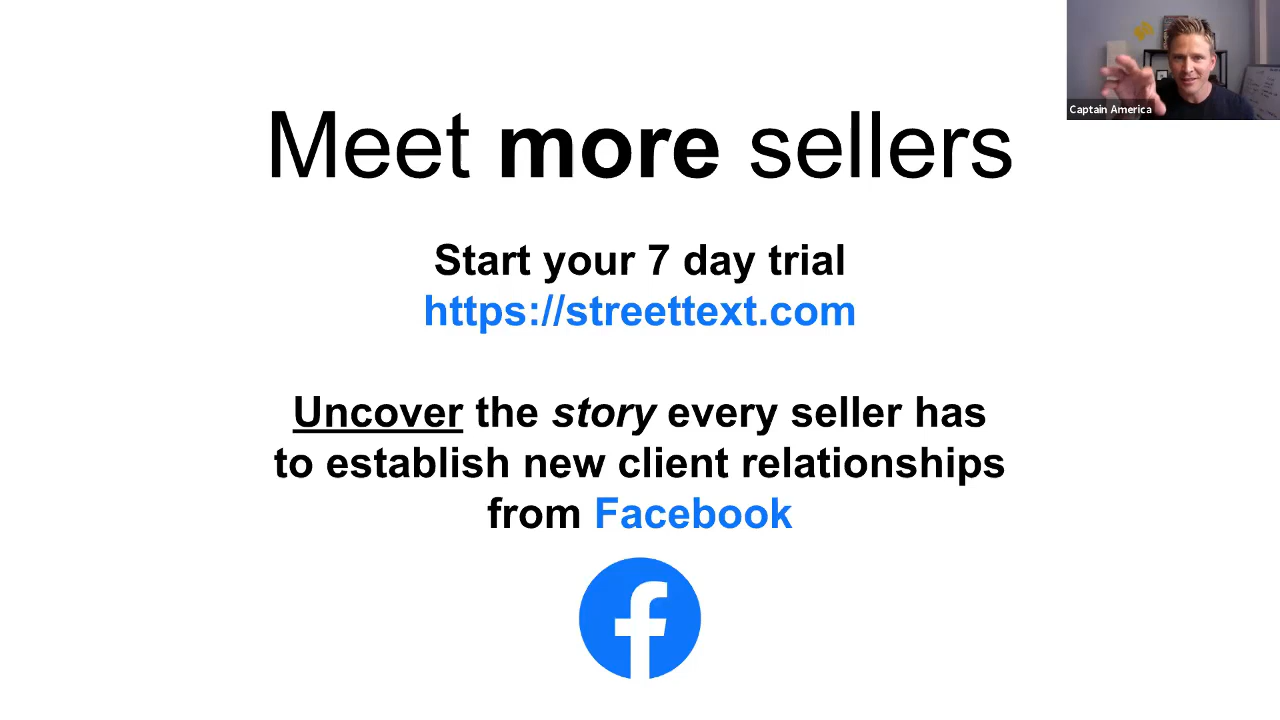 Captain America
Meet more sellers
Start your 7 day trial
https://streettext.com
Uncover the story every seller has
to establish new client relationships
from Facebook